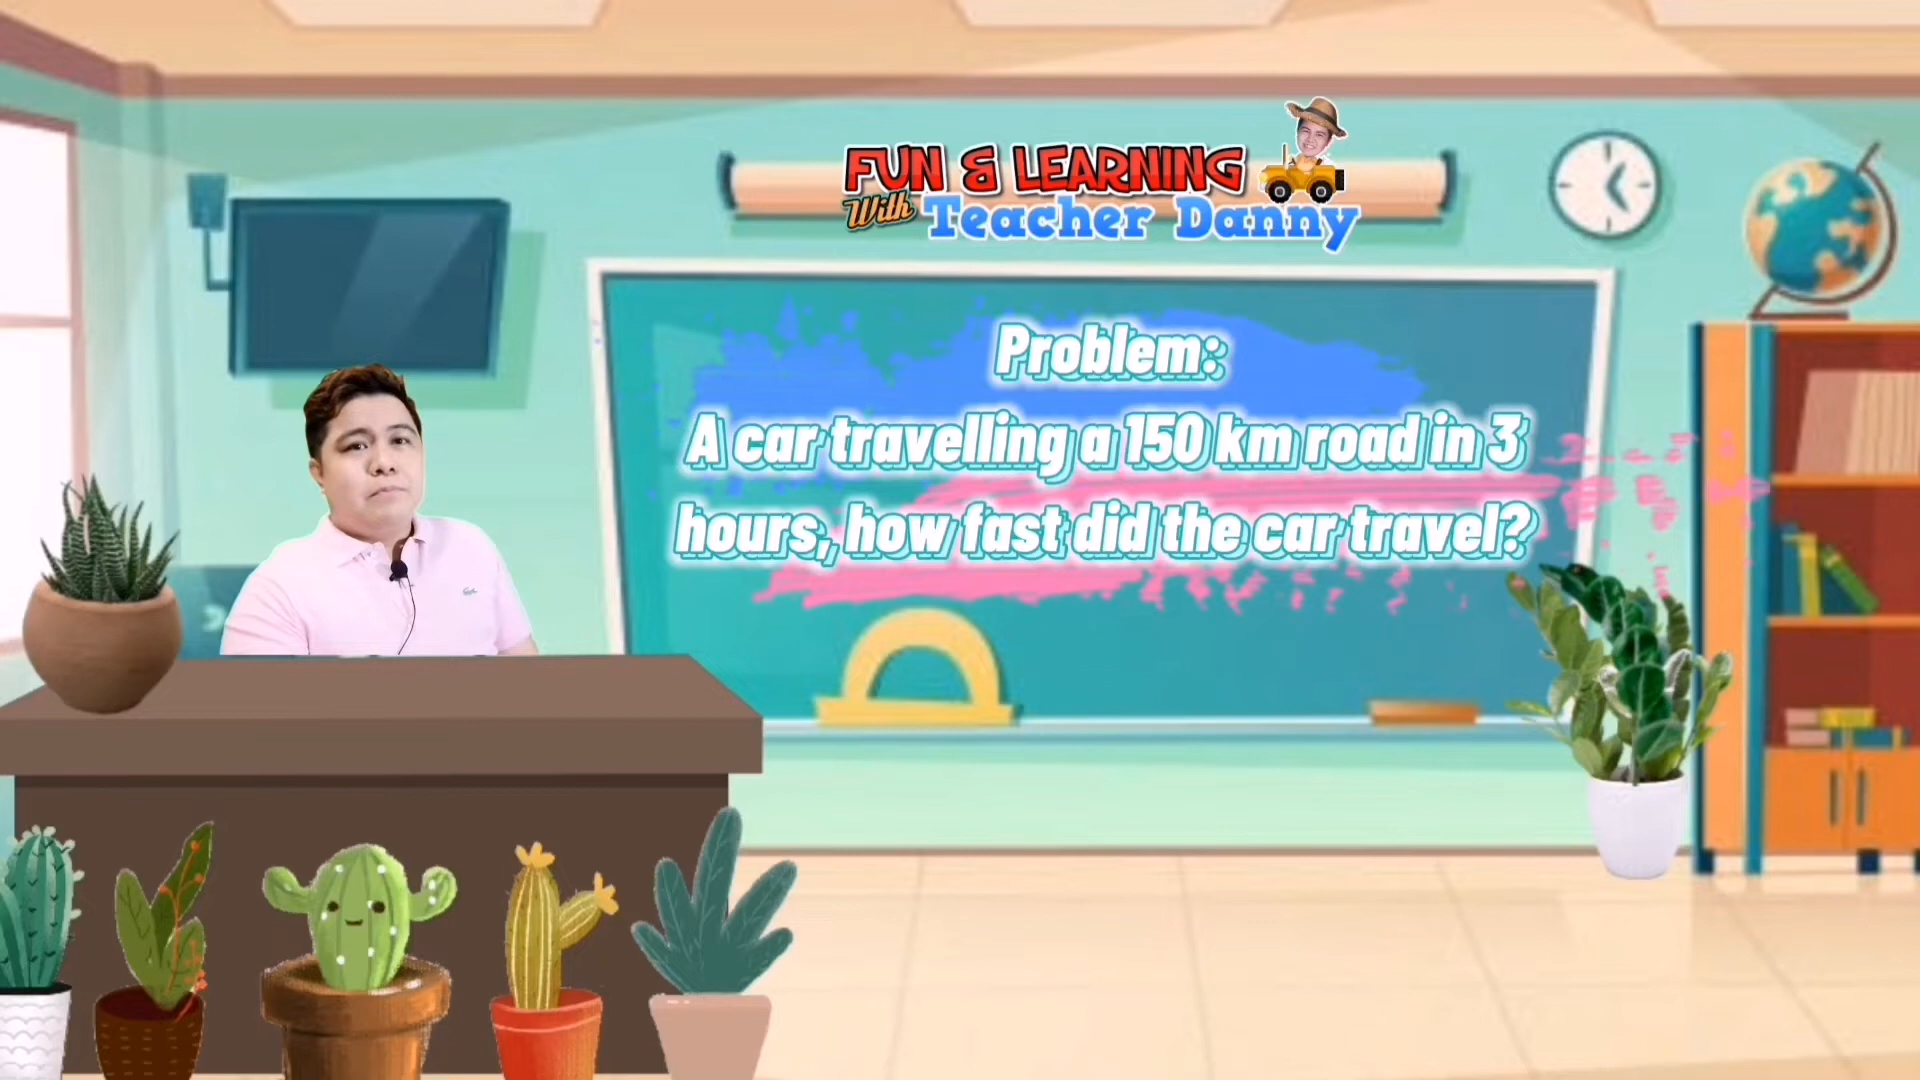 FUN & LEARNING
With Teacher Danny
Problem:
A car travelling a 150 km road in 3
hours, how fast did the car travel?